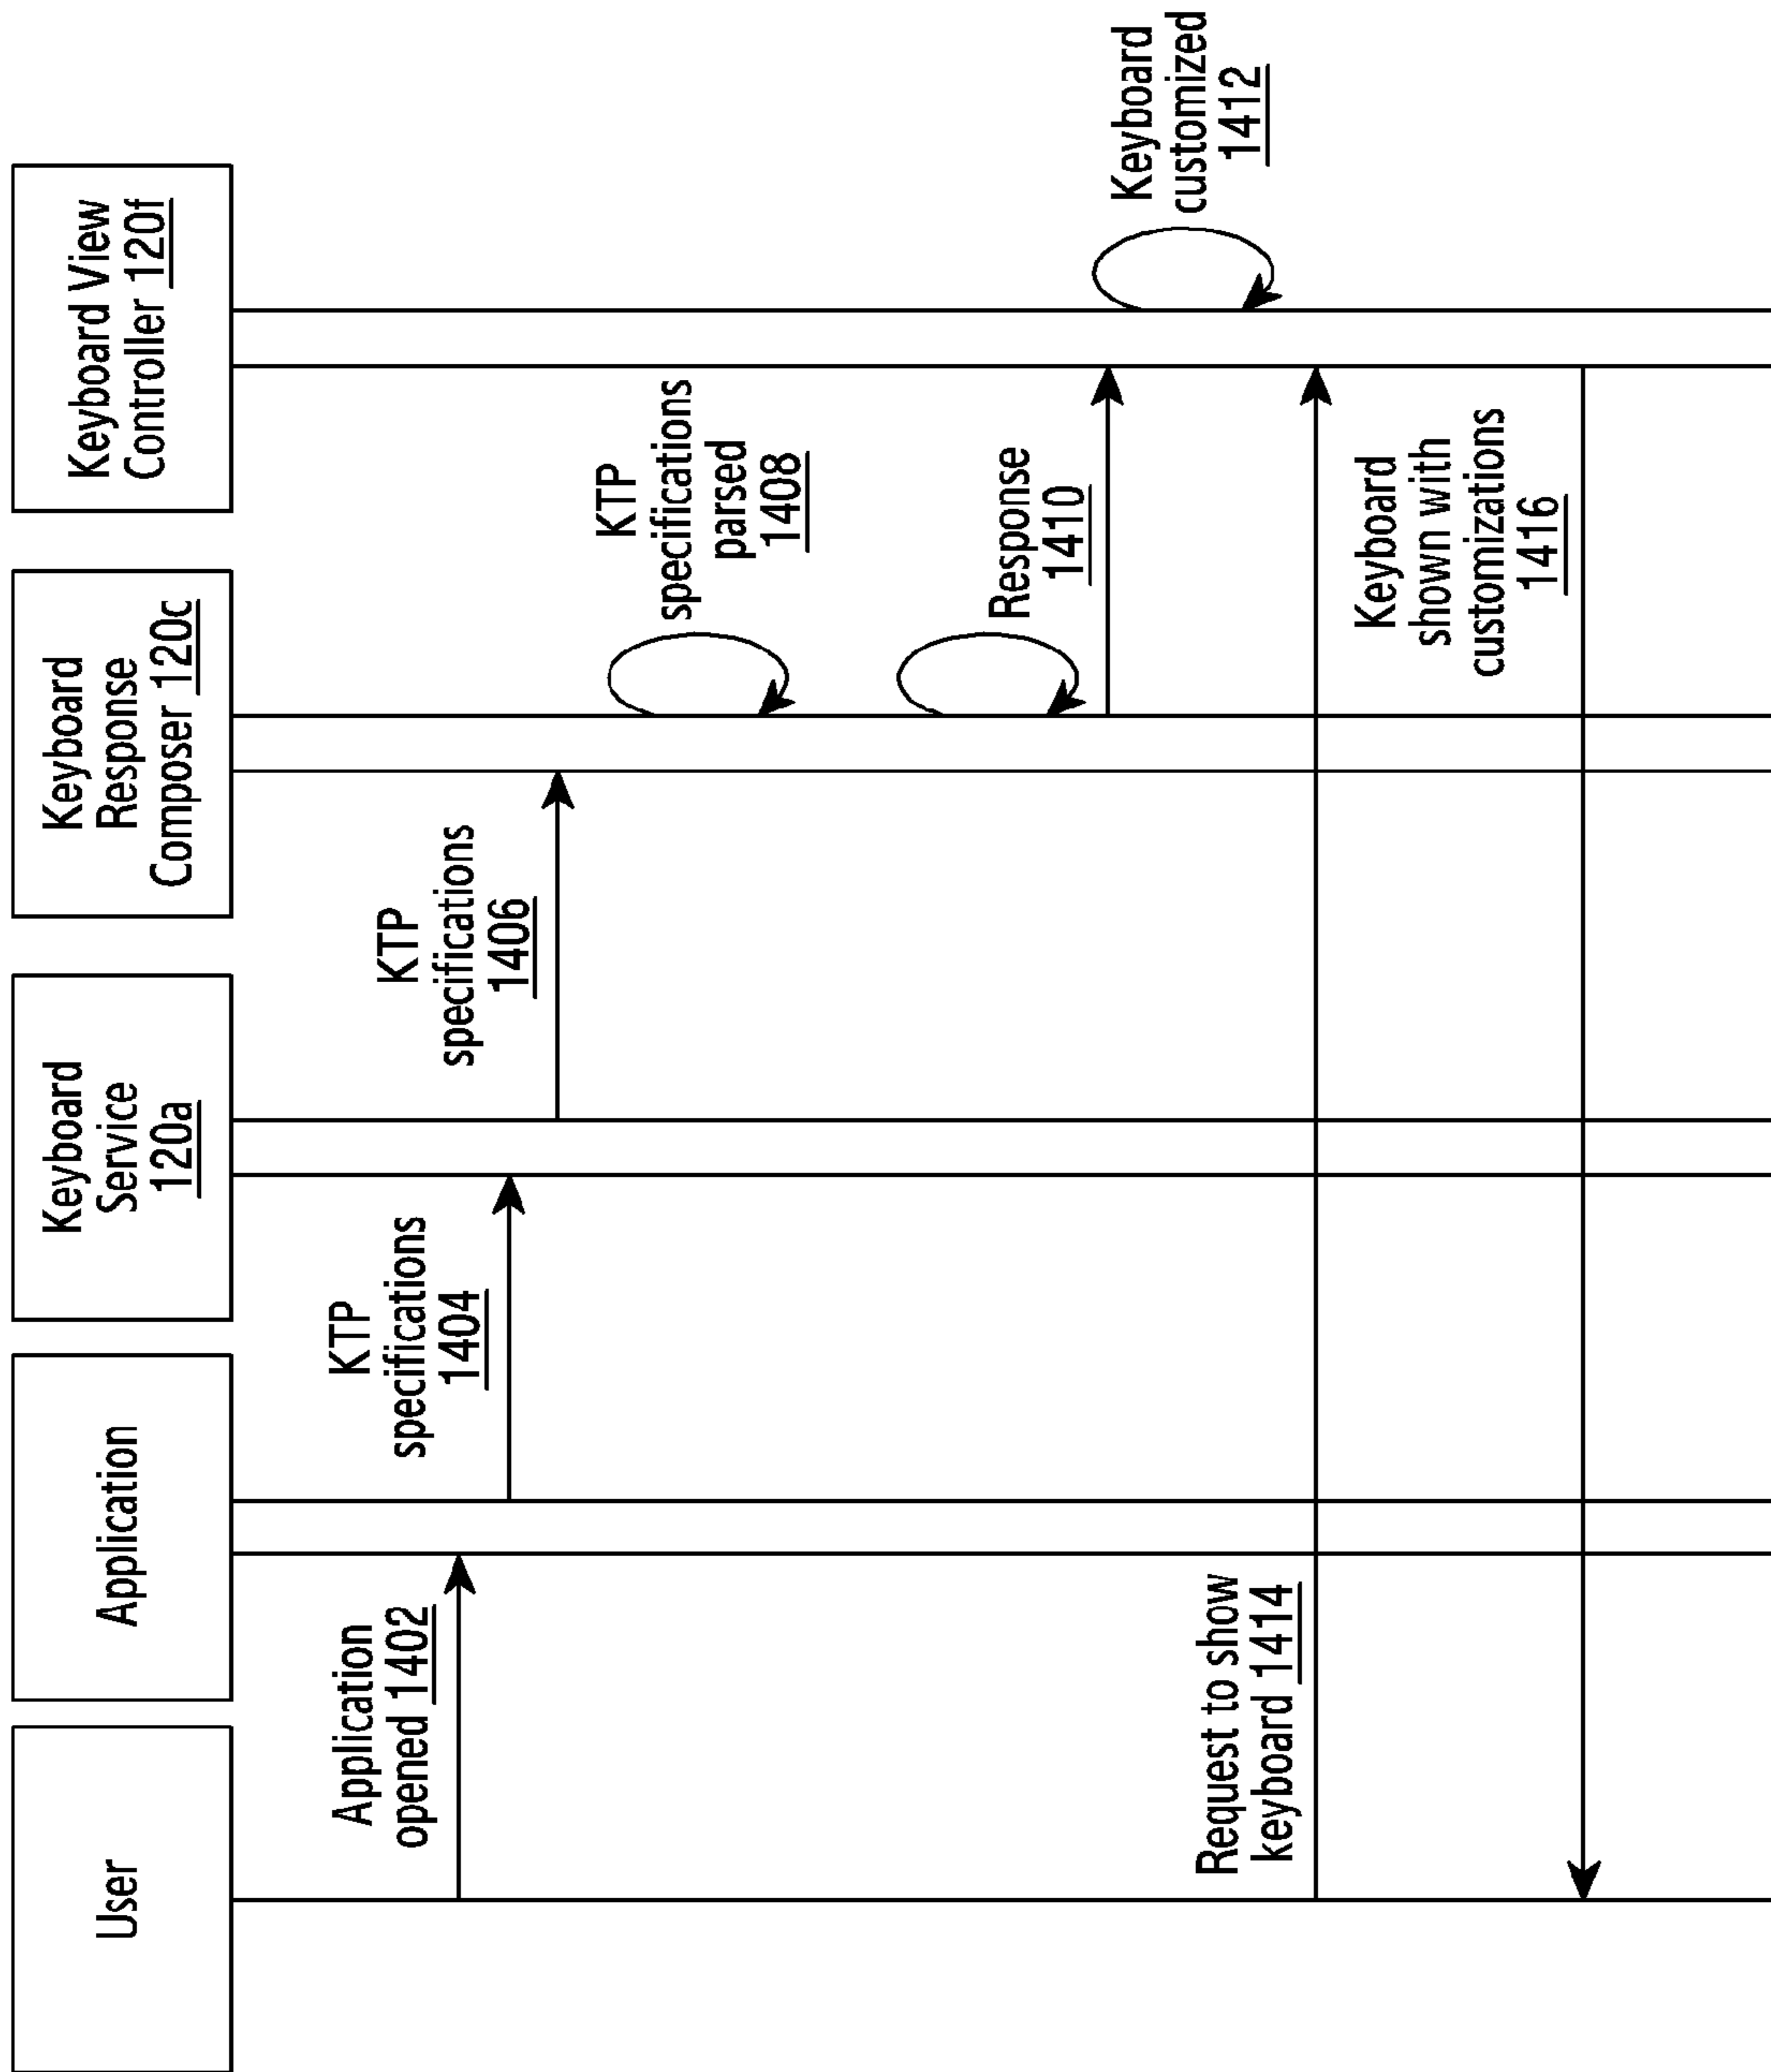 User
Application
Keyboard
Service
120a
Keyboard
Response
Composer 120c
Keyboard View
Controller 120f
Application
opened 1402
KTP
specifications
1404
KTP
specifications
1406
KTP
specifications
parsed
1408
Response
1410
Keyboard
customized
1412
Request to show
keyboard 1414
Keyboard
shown with
customizations
1416